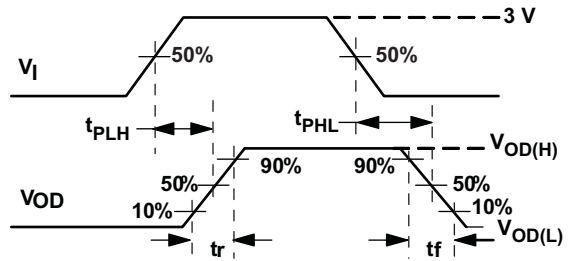 3 V
50%
50%
VI
tPLH
tPHL
VOD(H)
90%
90%
50%
50%
VOD
10%
10%
VOD(L)
tr
tf